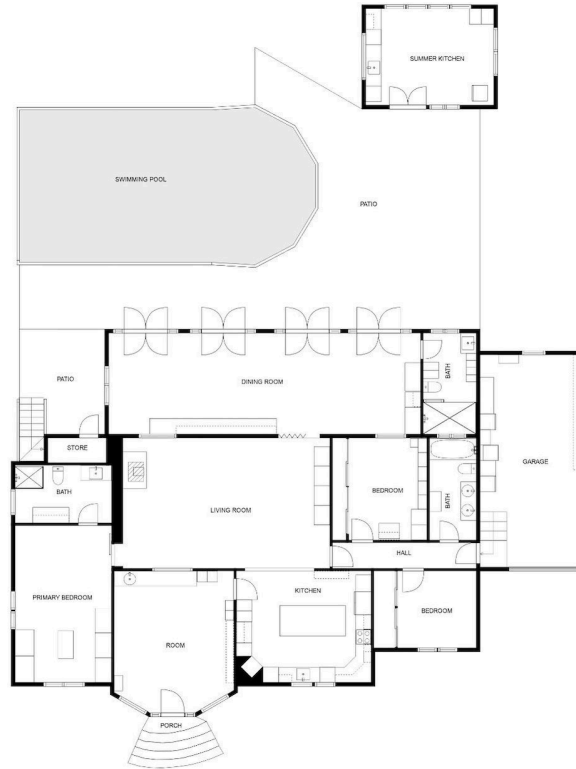 SUMMER KITCHEN
SWIMMING POOL
PATIO
DINING ROOM
BATH
PATIO
STORE
GARAGE
BATH
BEDROOM
BATH
LIVING ROOM
HALL
KITCHEN
PRIMARY BEDROOM
BEDROOM
ROOM
PORCH